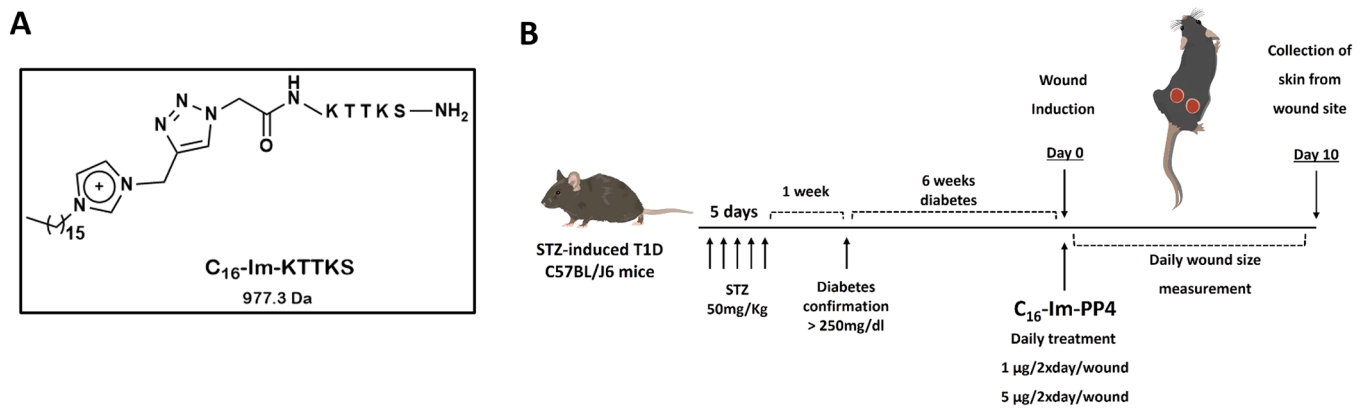 A
N
N
N
H
N
K T T K S
NH2
O
N
+
N
15
C16-Im-KTTKS
977.3 Da
B
Wound
Induction
Day 0
Collection of
skin from
wound site
Day 10
5 days
1 week
6 weeks
diabetes
STZ-induced T1D
C57BL/J6 mice
STZ
50mg/Kg
Diabetes
confirmation
> 250mg/dl
Daily wound size
measurement
C16-Im-PP4
Daily treatment
1 µg/2xday/wound
5 µg/2xday/wound